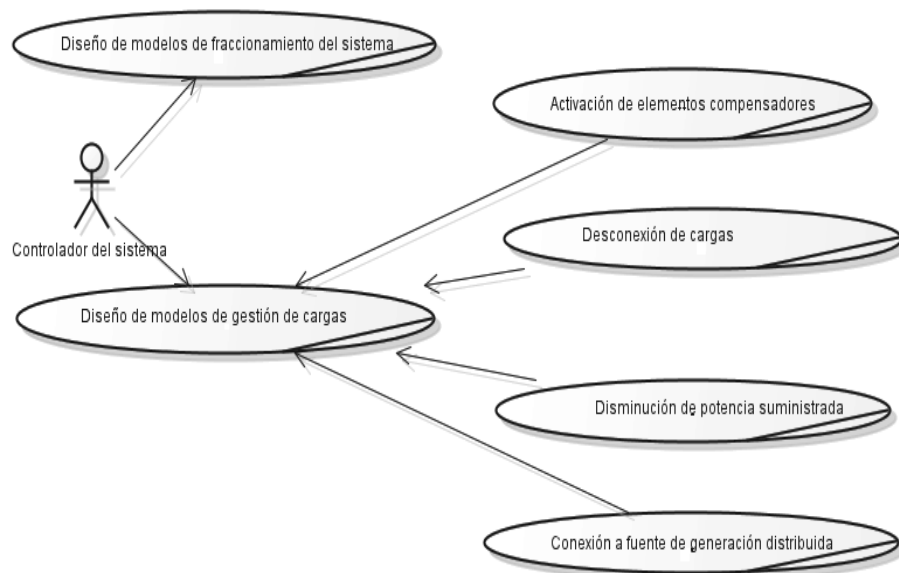 Diseño de modelos de fraccionamiento del sistema
Activación de elementos compensadores
Controlador del sistema
Desconexión de cargas
Diseño de modelos de gestión de cargas
Disminución de potencia suministrada
Conexión a fuente de generación distribuida